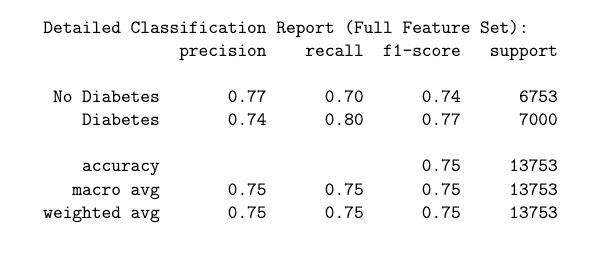 Detailed Classification Report (Full Feature Set):
precision recall f1-score support
No Diabetes 0.77 0.70 0.74 6753
Diabetes 0.74 0.80 0.77 7000
accuracy 0.75 13753
macro avg 0.75 0.75 0.75 13753
weighted avg 0.75 0.75 0.75 13753